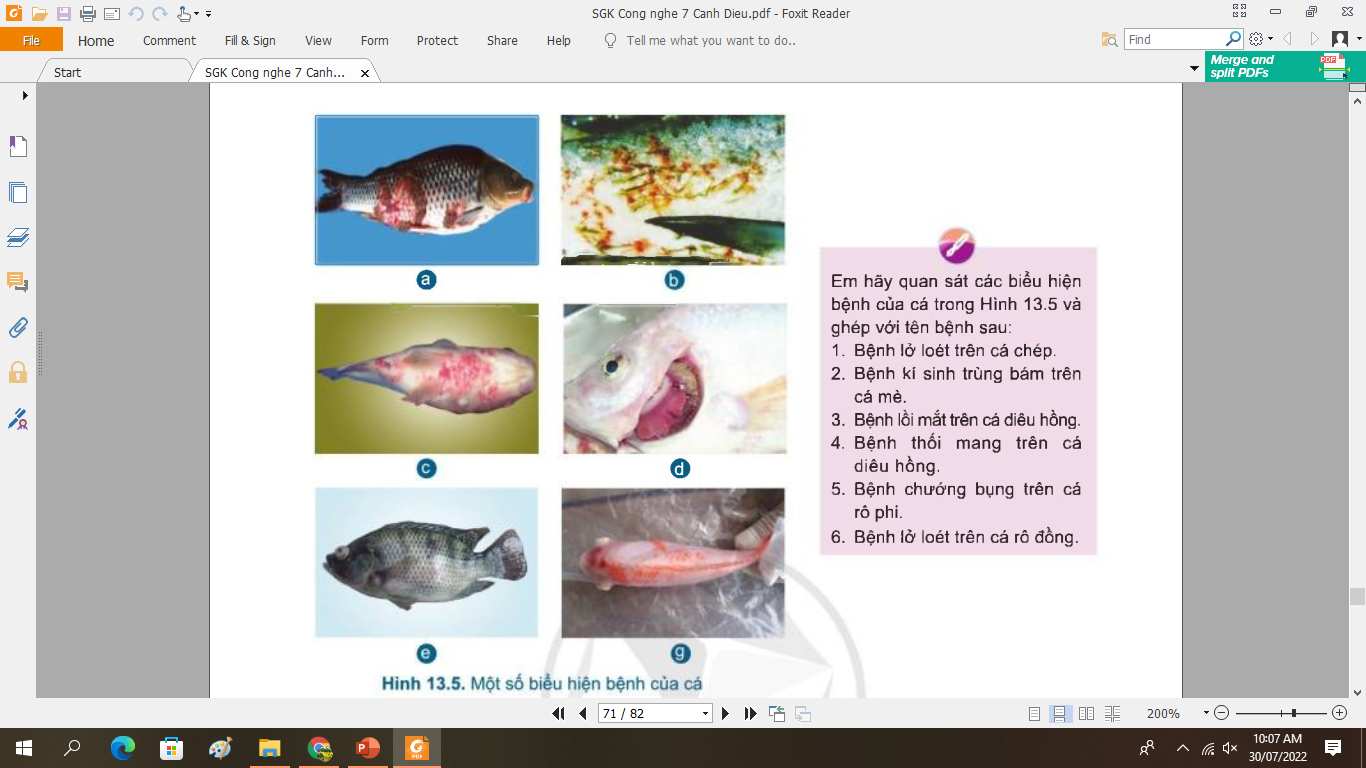 SGK Cong nghe 7 Canh Dieu.pdf - Foxit Reader
File Home Comment Fill & Sign View Form Protect Share Help Tell me what you want to do.. Find
Start SGK Cong nghe 7 Canh... Merge and
split PDFs
PDF
a
b
c
d
e
g
Hình 13.5. Một số biểu hiện bệnh của cá
Em hãy quan sát các biểu hiện
bệnh của cá trong Hình 13.5 và
ghép với tên bệnh sau:
1. Bệnh lở loét trên cá chép.
2. Bệnh kí sinh trùng bám trên
cá mè.
3. Bệnh lồi mắt trên cá diêu hồng.
4. Bệnh thối mang trên cá
diêu hồng.
5. Bệnh chướng bụng trên cá
rô phi.
6. Bệnh lở loét trên cá rô đồng.
71 / 82
200%
10:07 AM
30/07/2022